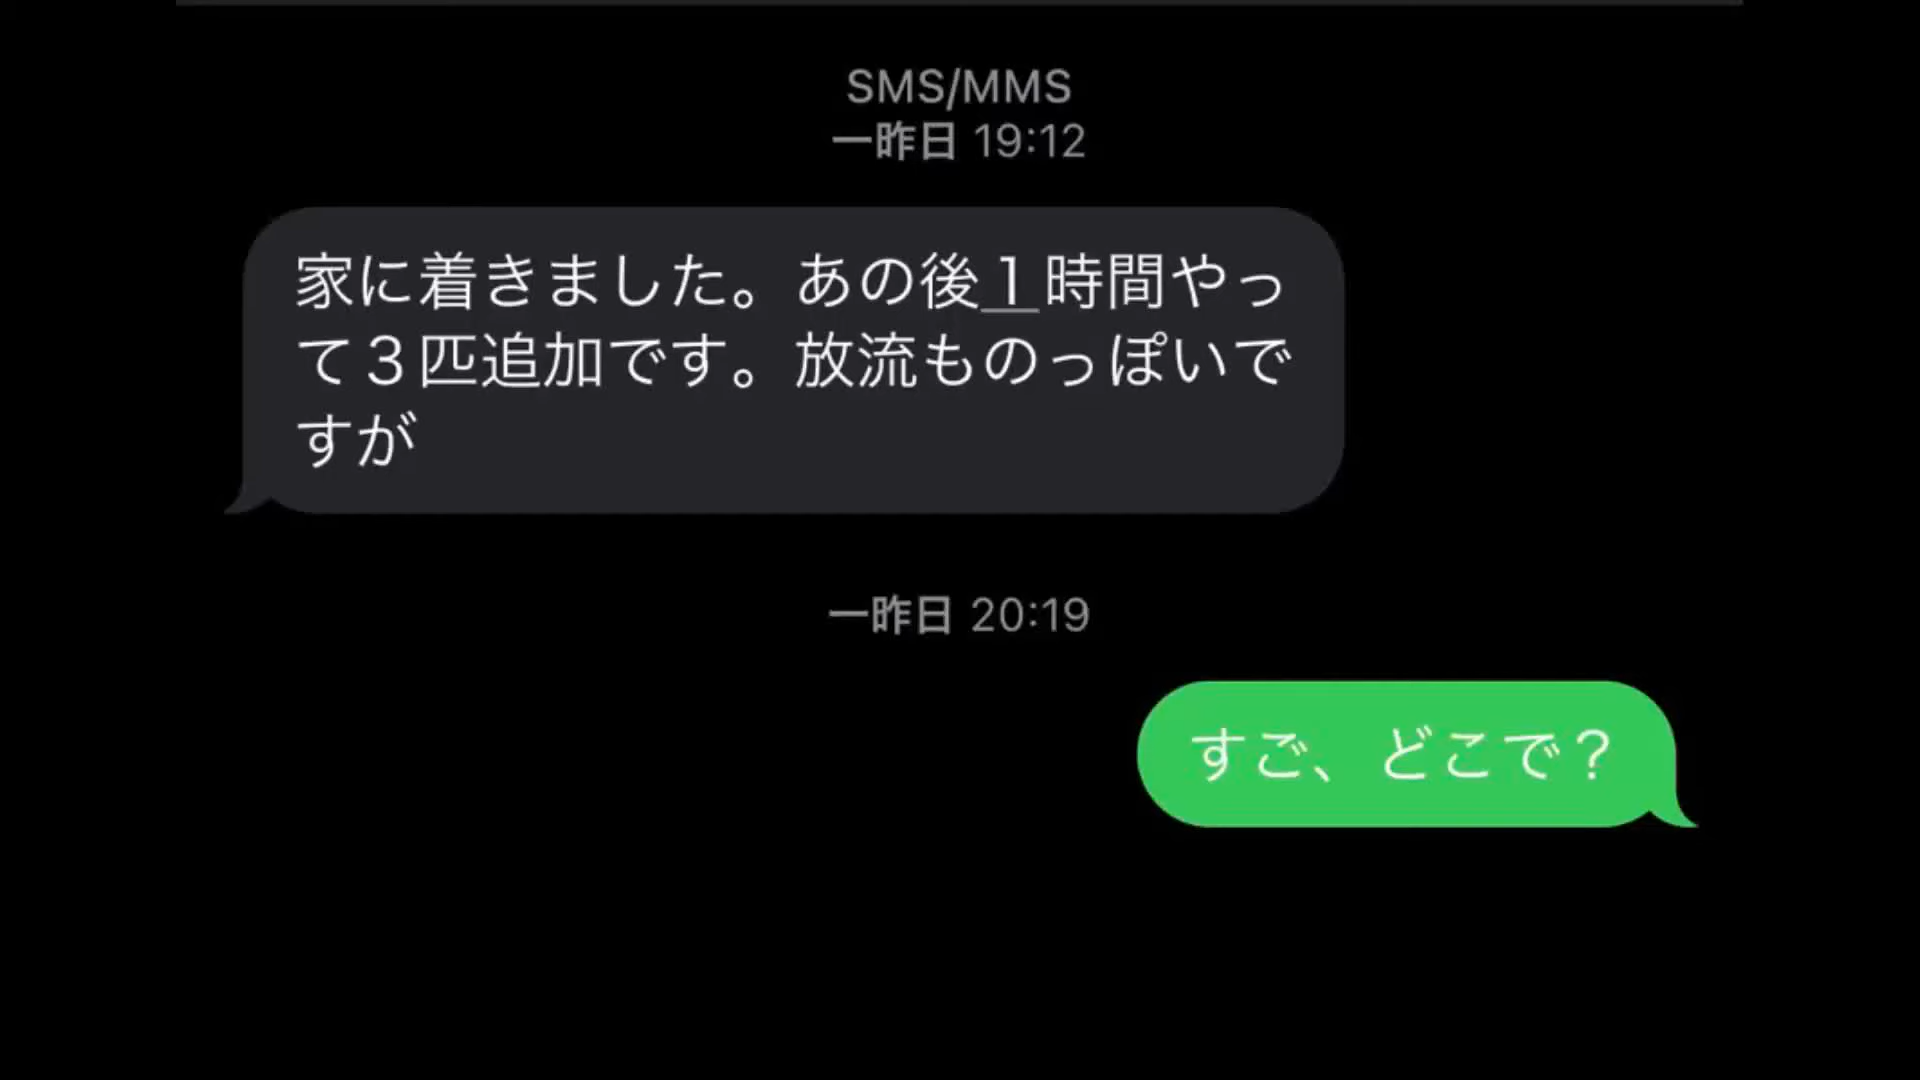 SMS/MMS
一昨日 19:12
家に着きました。あの後１時間やっ
て３匹追加です。放流ものっぽいで
すが
一昨日 20:19
すご、どこで？